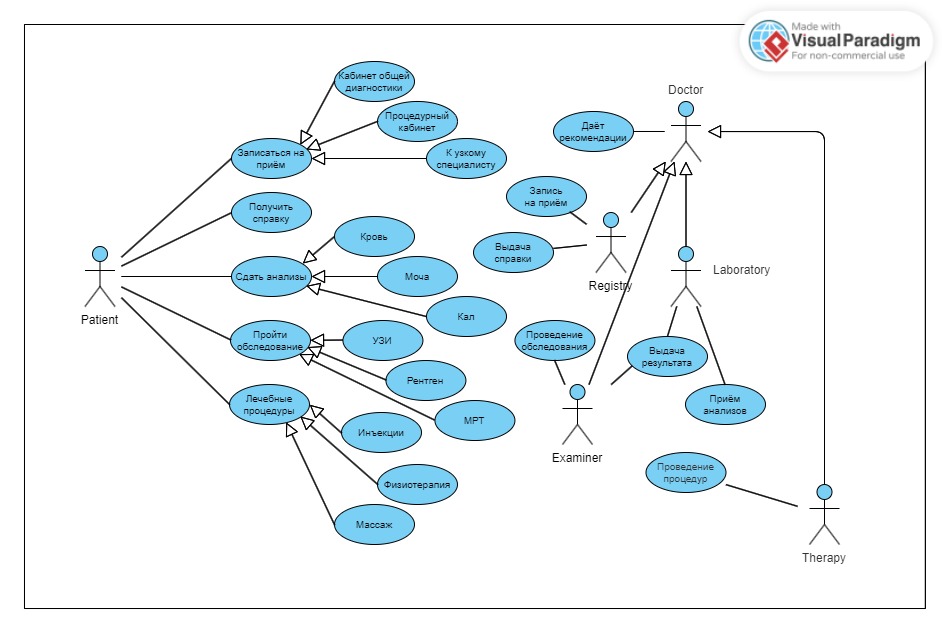 Made with
Visual Paradigm
For non-commercial use
Кабинет общей
диагностики
Процедурный
кабинет
Записаться на
приём
К узкому
специалисту
Получить
справку
Кровь
Сдать анализы
Моча
Кал
Patient
Пройти
обследование
УЗИ
Рентген
МРТ
Лечебные
процедуры
Инъекции
Физиотерапия
Массаж
Doctor
Даёт
рекомендации
Запись
на приём
Выдача
справки
Registry
Laboratory
Проведение
обследования
Выдача
результата
Приём
анализов
Examiner
Проведение
процедур
Therapy